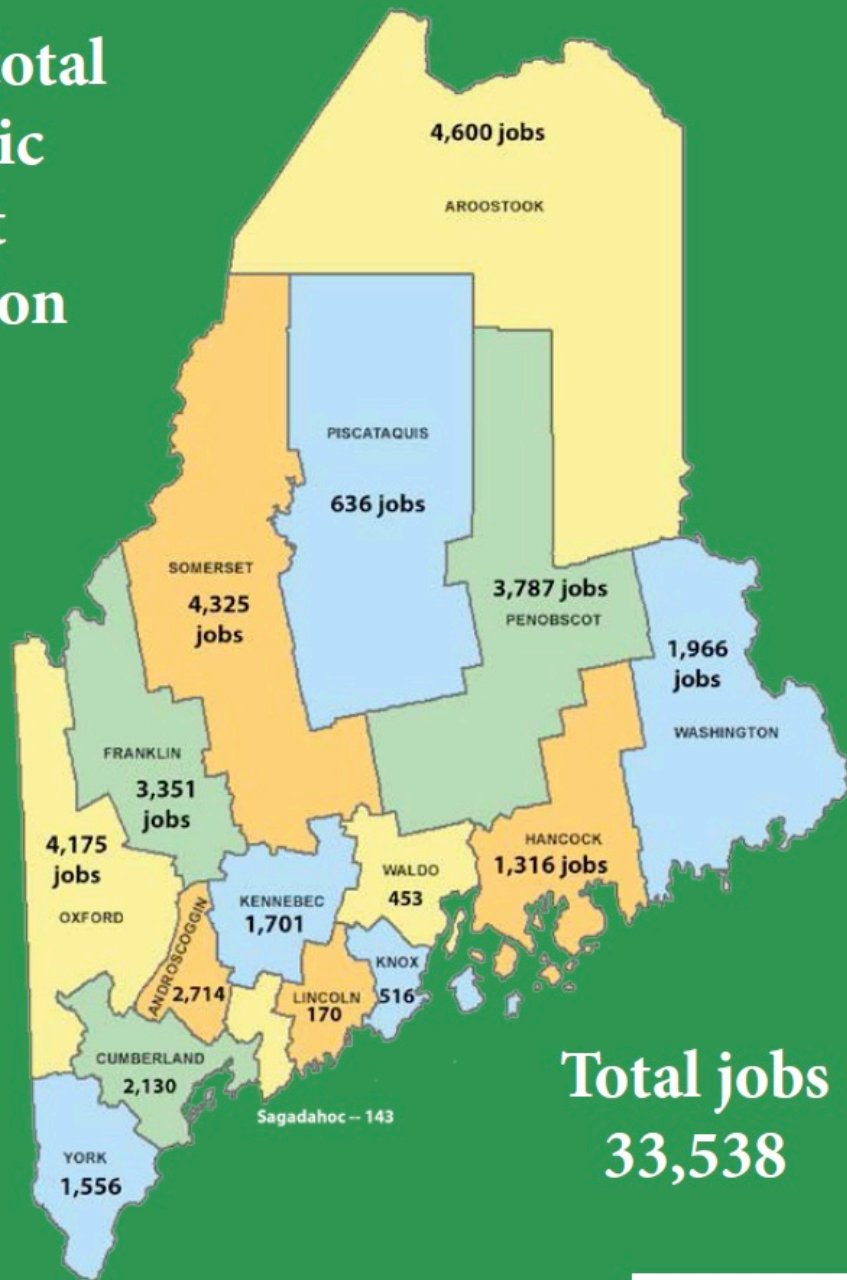 otal
ic
t
on
4,600 jobs
AROOSTOOK
PISCATAQUIS
636 jobs
SOMERSET
4,325
jobs
3,787 jobs
PENOBSCOT
1,966
jobs
WASHINGTON
FRANKLIN
3,351
jobs
4,175
jobs
OXFORD
HANCOCK
1,316 jobs
WALDO
453
KENNEBEC
1,701
ANDROSCOGGIN
2,714
KNOX
516
LINCOLN
170
CUMBERLAND
2,130
Sagadahoc -- 143
YORK
1,556
Total jobs
33,538